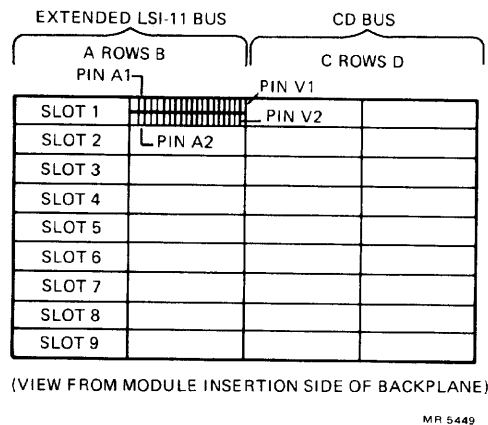 EXTENDED LSI-11 BUS
CD BUS
A ROWS B
C ROWS D
PIN A1
PIN V1
SLOT 1
PIN V2
SLOT 2
PIN A2
SLOT 3
SLOT 4
SLOT 5
SLOT 6
SLOT 7
SLOT 8
SLOT 9
(VIEW FROM MODULE INSERTION SIDE OF BACKPLANE)
MR 5449